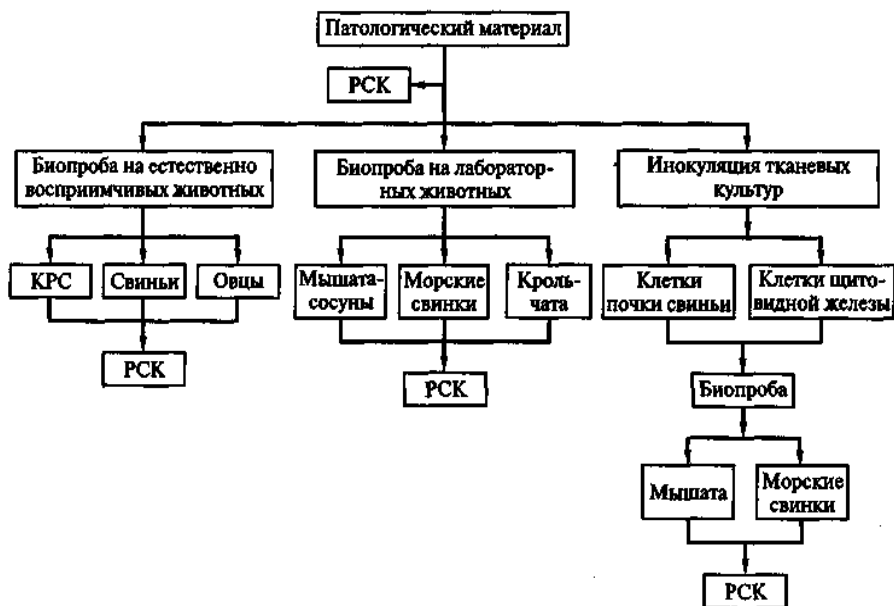 Патологический материал
РСК
Биопроба на естественно
восприимчивых животных
Биопроба на лаборатор-
ных животных
Инокуляция тканевых
культур
КРС
Свиньи
Овцы
Мышата-
сосуны
Морские
свинки
Кроль-
чата
Клетки
почки свиньи
Клетки щито-
видной железы
РСК
РСК
Биопроба
Мышата
Морские
свинки
РСК